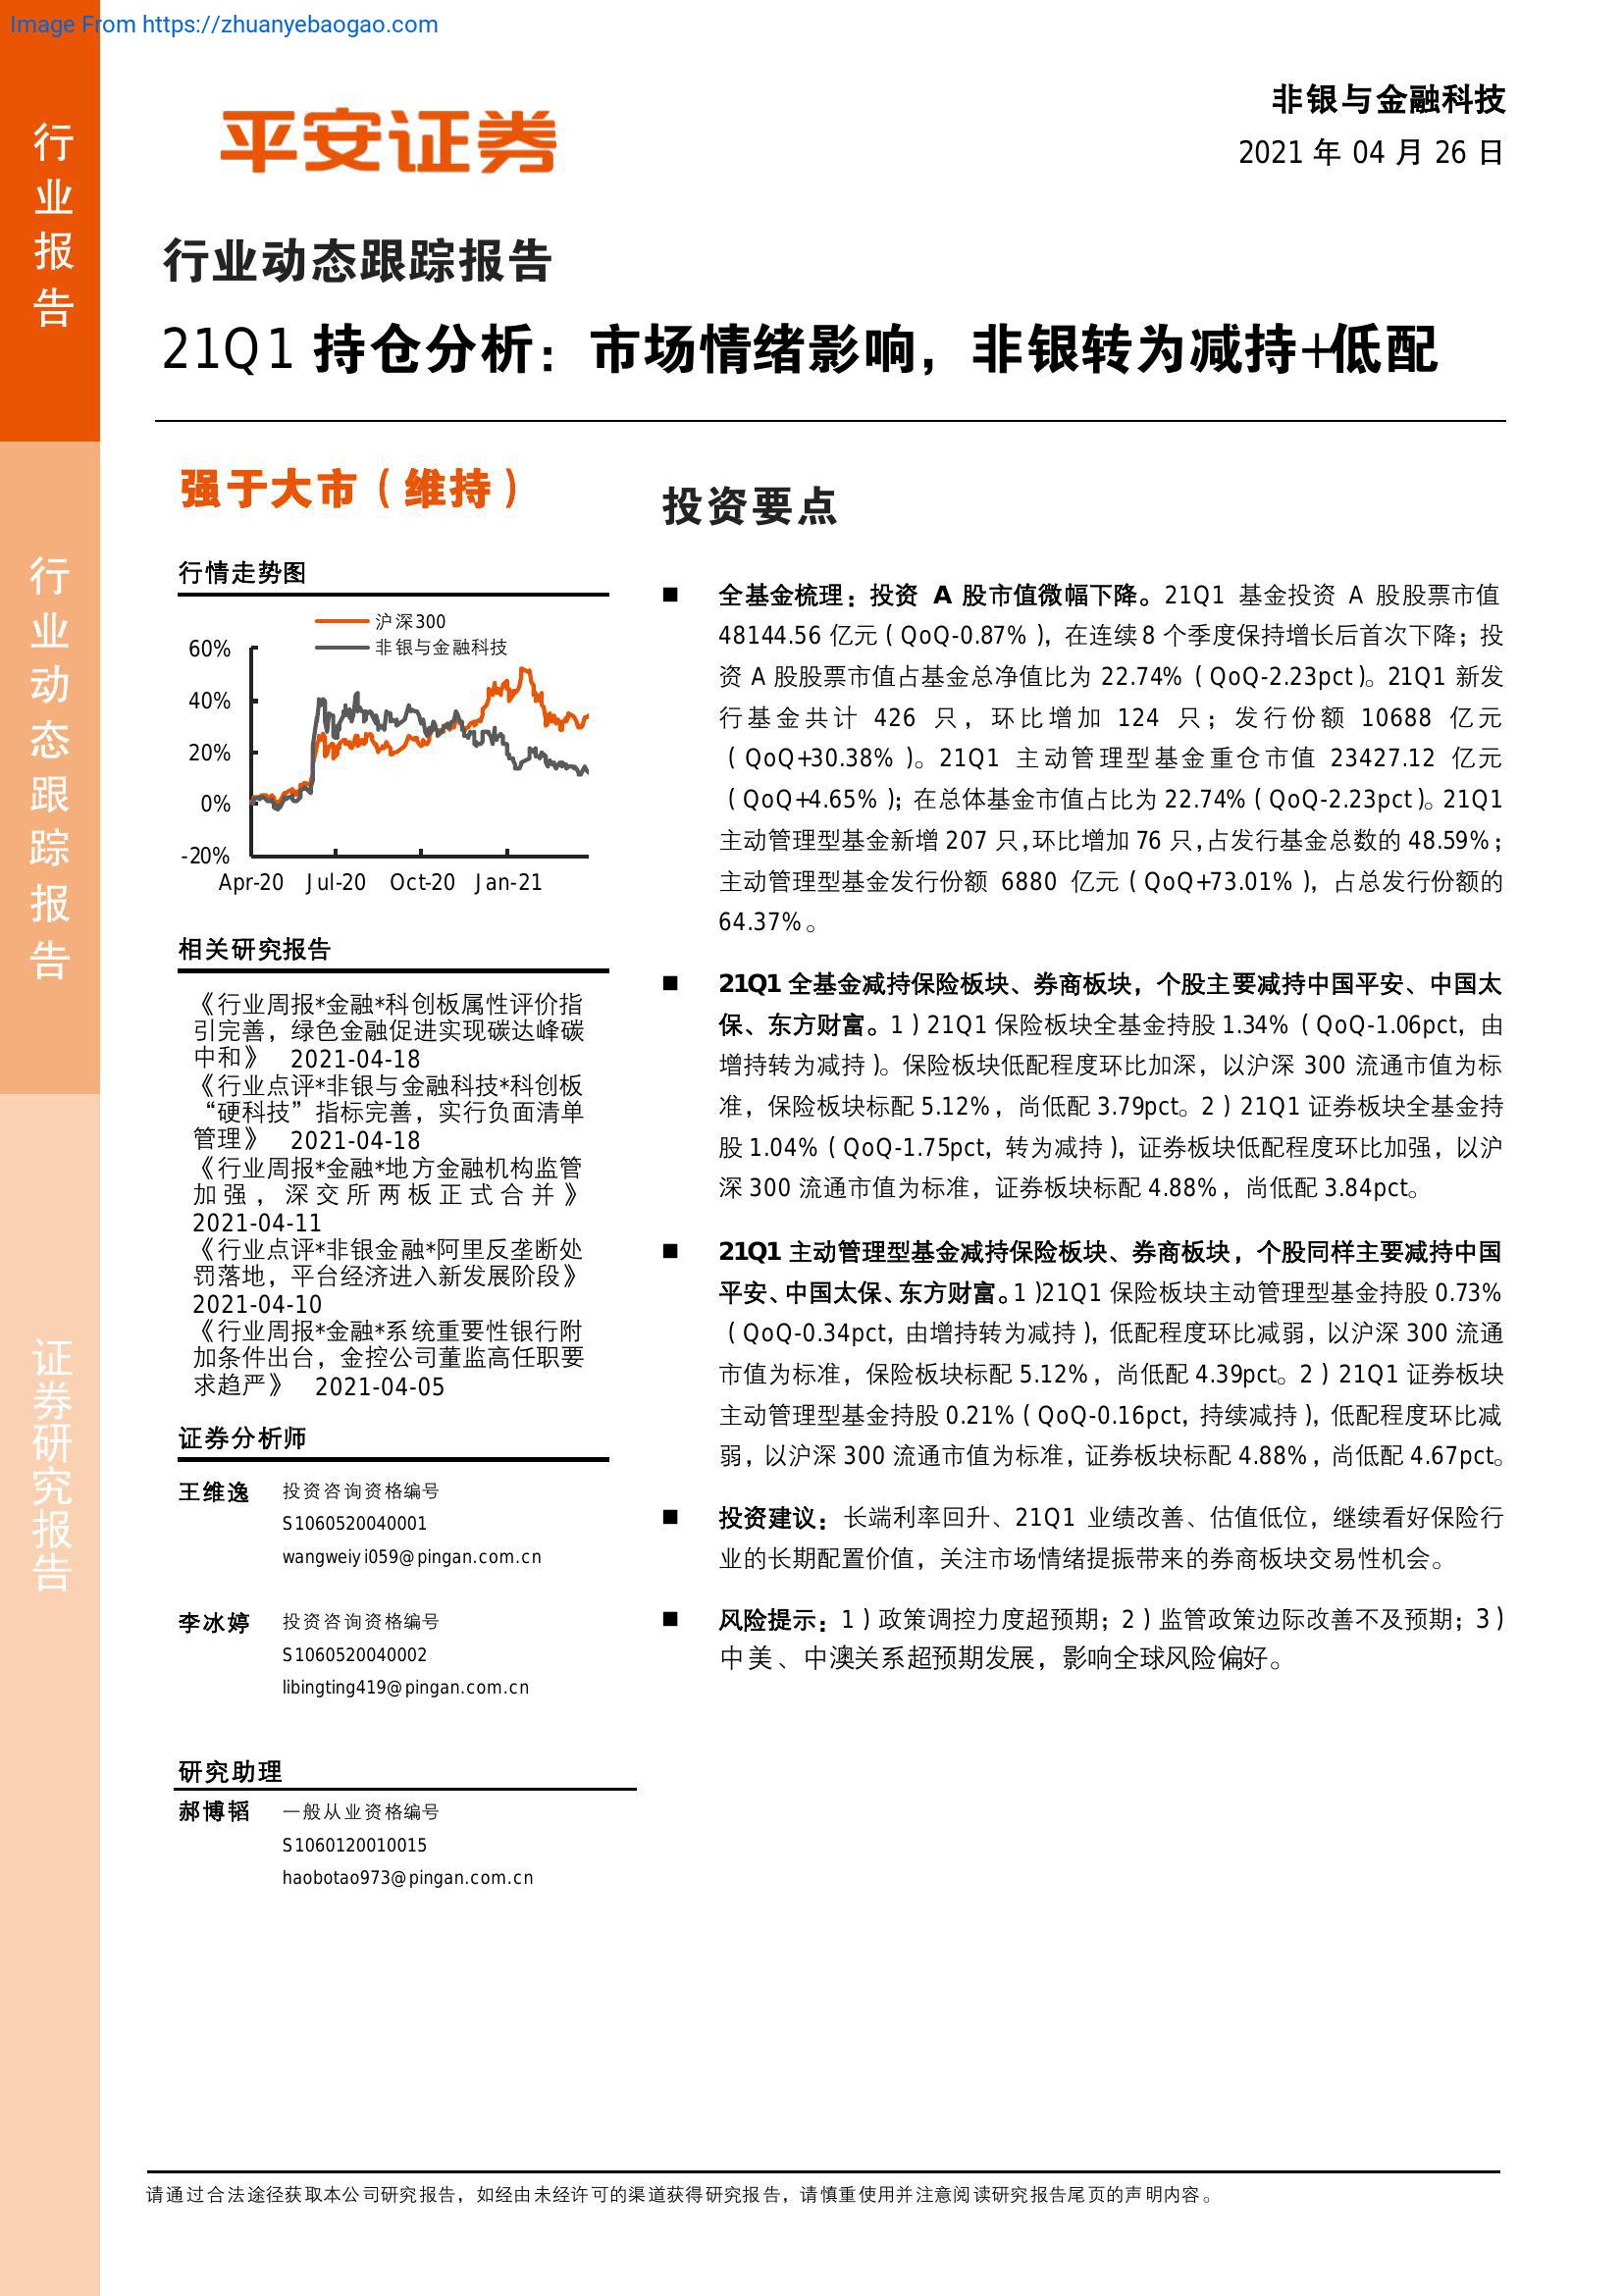 Image From https://zhuanyebaogao.com
行业报告
行业动态跟踪报告
证券研究报告
平安证券
非银与金融科技
2021 年 04 月 26 日
行业动态跟踪报告
21Q1 持仓分析：市场情绪影响，非银转为减持+低配
强于大市（维持）
行情走势图
沪深300
非银与金融科技
60%
40%
20%
0%
-20%
Apr-20 Jul-20 Oct-20 Jan-21
相关研究报告
《行业周报*金融*科创板属性评价指
引完善，绿色金融促进实现碳达峰碳
中和》 2021-04-18
《行业点评*非银与金融科技*科创板
“硬科技”指标完善，实行负面清单
管理》 2021-04-18
《行业周报*金融*地方金融机构监管
加强，深交所两板正式合并》
2021-04-11
《行业点评*非银金融*阿里反垄断处
罚落地，平台经济进入新发展阶段》
2021-04-10
《行业周报*金融*系统重要性银行附
加条件出台，金控公司董监高任职要
求趋严》 2021-04-05
证券分析师
王维逸 投资咨询资格编号
S1060520040001
wangweiyi059@pingan.com.cn
李冰婷 投资咨询资格编号
S1060520040002
libingting419@pingan.com.cn
研究助理
郝博韬 一般从业资格编号
S1060120010015
haobotao973@pingan.com.cn
投资要点
■ 全基金梳理：投资 A 股市值微幅下降。21Q1 基金投资 A 股股票市值
48144.56 亿元（QoQ-0.87%），在连续 8 个季度保持增长后首次下降；投
资 A 股股票市值占基金总净值比为 22.74%（QoQ-2.23pct）。21Q1 新发
行基金共计 426 只，环比增加 124 只；发行份额 10688 亿元
（QoQ+30.38%）。21Q1 主动管理型基金重仓市值 23427.12 亿元
（QoQ+4.65%）；在总体基金市值占比为 22.74%（QoQ-2.23pct）。21Q1
主动管理型基金新增 207 只，环比增加 76 只，占发行基金总数的 48.59%；
主动管理型基金发行份额 6880 亿元（QoQ+73.01%），占总发行份额的
64.37%。
■ 21Q1 全基金减持保险板块、券商板块，个股主要减持中国平安、中国太
保、东方财富。1）21Q1 保险板块全基金持股 1.34%（QoQ-1.06pct，由
增持转为减持）。保险板块低配程度环比加深，以沪深 300 流通市值为标
准，保险板块标配 5.12%，尚低配 3.79pct。2）21Q1 证券板块全基金持
股 1.04%（QoQ-1.75pct，转为减持），证券板块低配程度环比加强，以沪
深 300 流通市值为标准，证券板块标配 4.88%，尚低配 3.84pct。
■ 21Q1 主动管理型基金减持保险板块、券商板块，个股同样主要减持中国
平安、中国太保、东方财富。1）21Q1 保险板块主动管理型基金持股 0.73%
（QoQ-0.34pct，由增持转为减持），低配程度环比减弱，以沪深 300 流通
市值为标准，保险板块标配 5.12%，尚低配 4.39pct。2）21Q1 证券板块
主动管理型基金持股 0.21%（QoQ-0.16pct，持续减持），低配程度环比减
弱，以沪深 300 流通市值为标准，证券板块标配 4.88%，尚低配 4.67pct。
■ 投资建议：长端利率回升、21Q1 业绩改善、估值低位，继续看好保险行
业的长期配置价值，关注市场情绪提振带来的券商板块交易性机会。
■ 风险提示：1）政策调控力度超预期；2）监管政策边际改善不及预期；3）
中美、中澳关系超预期发展，影响全球风险偏好。
请通过合法途径获取本公司研究报告，如经由未经许可的渠道获得研究报告，请慎重使用并注意阅读研究报告尾页的声明内容。